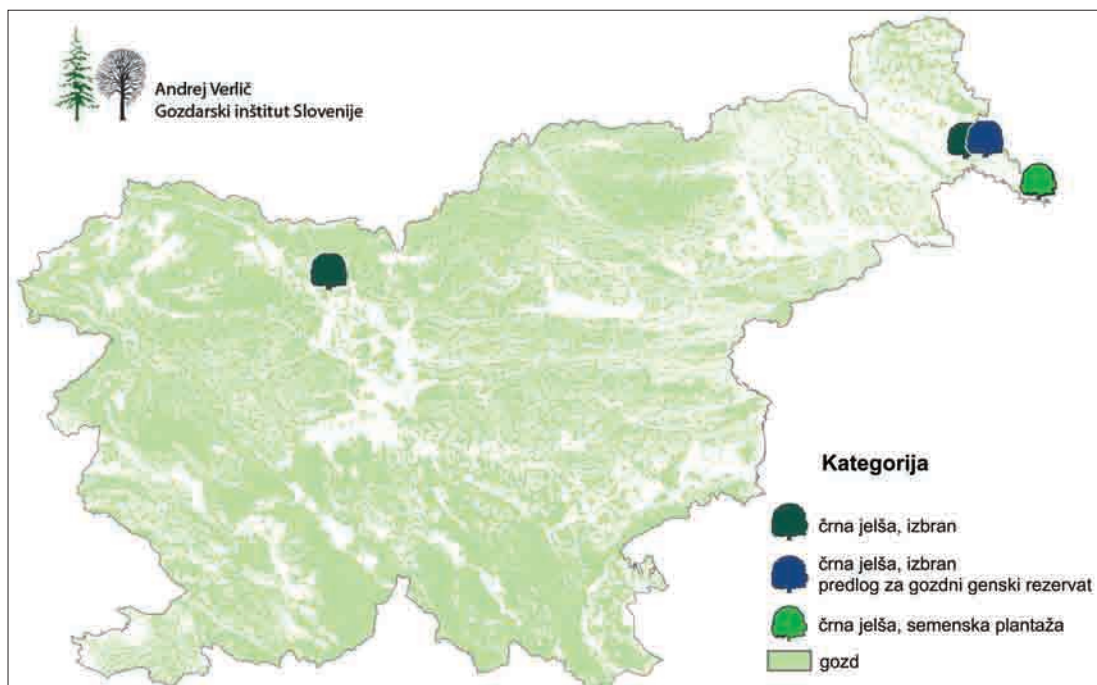 Andrej Verlič
Gozdarski inštitut Slovenije
Kategorija
črna jelša, izbran
črna jelša, izbran
predlog za gozdni genski rezervat
črna jelša, semenska plantaža
gozd